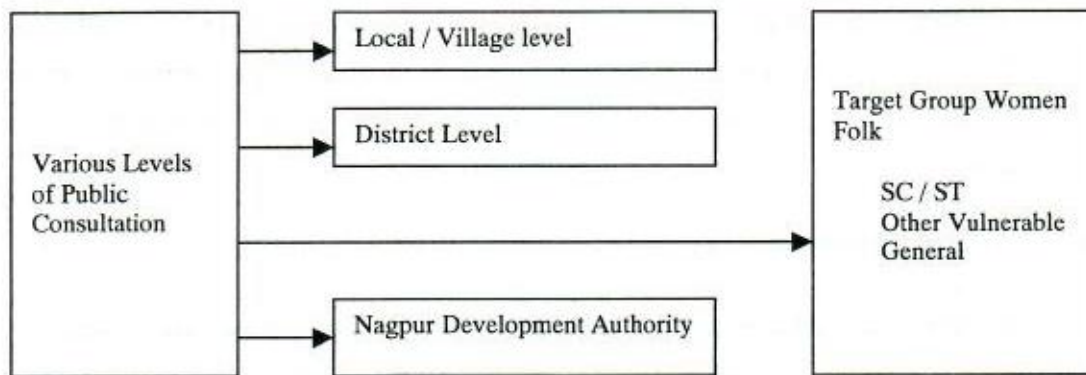 Various Levels
of Public
Consultation
Local / Village level
District Level
Nagpur Development Authority
Target Group Women
Folk
SC / ST
Other Vulnerable
General